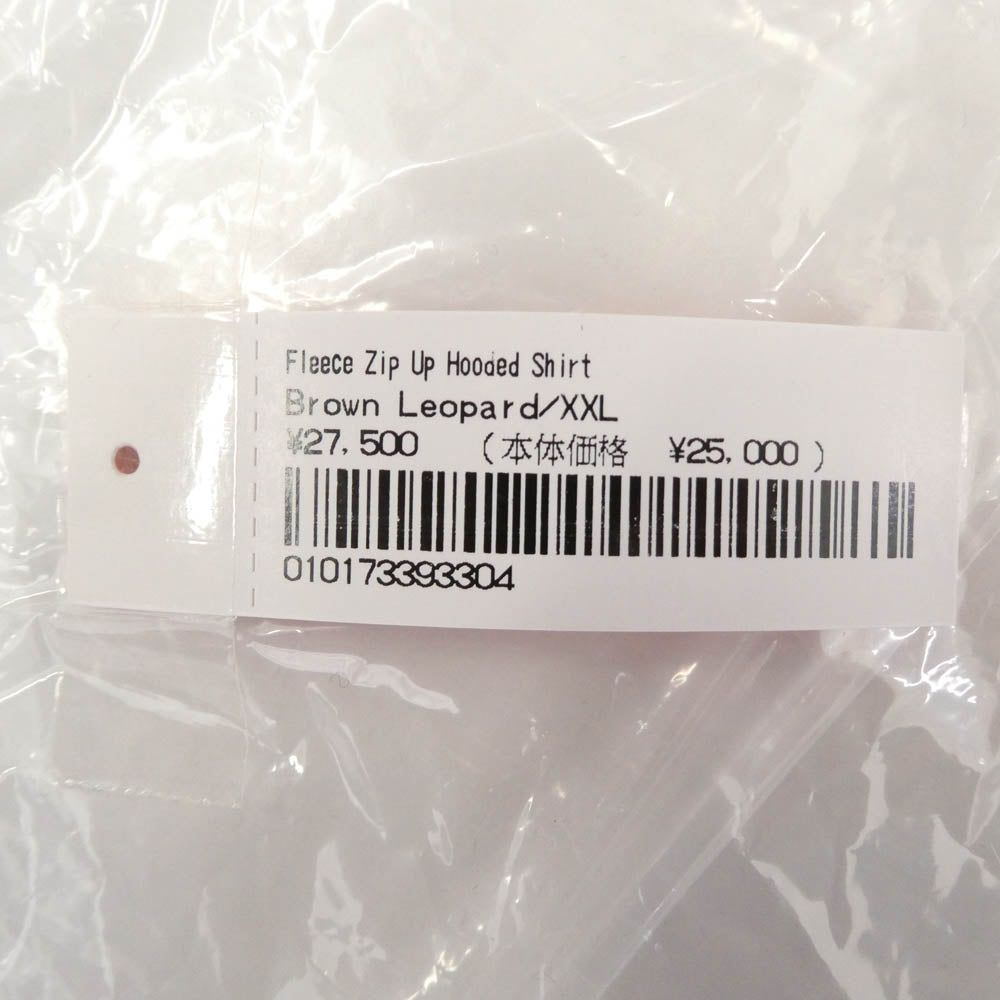 Fleece Zip Up Hooded Shirt
Brown Leopard/XXL
¥27,500 (本体価格 ¥25,000)
010173393304